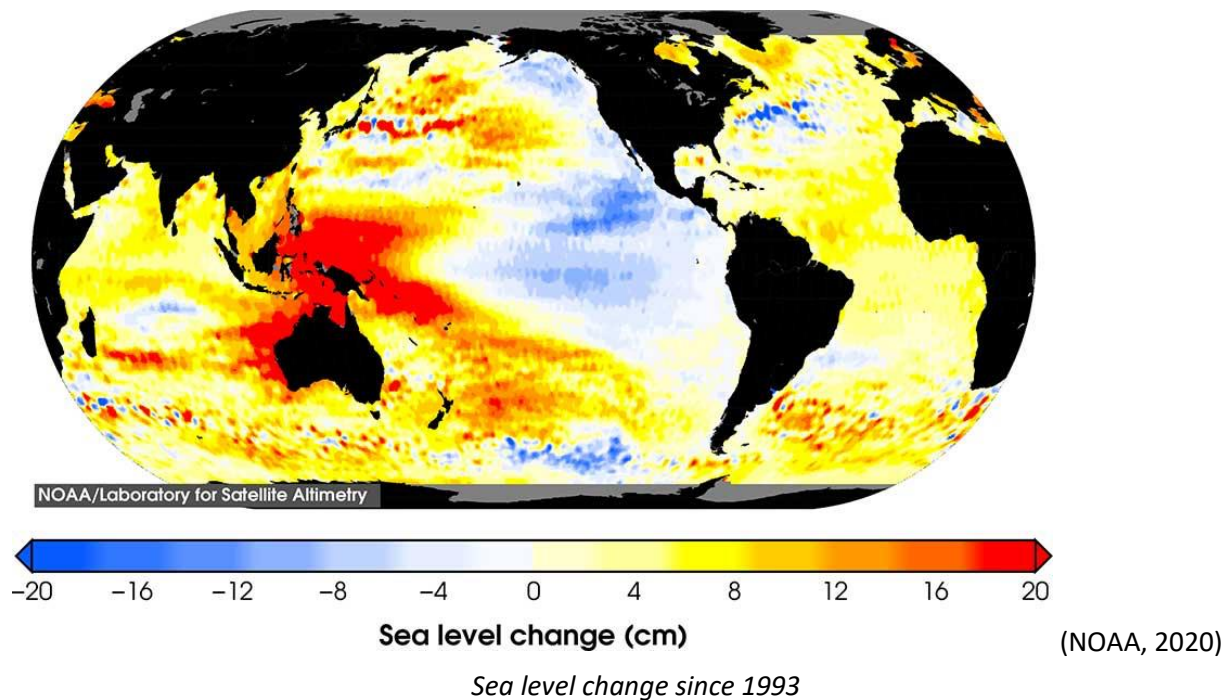 NOAA/Laboratory for Satellite Altimetry
−20 −16 −12 −8 −4 0 4 8 12 16 20
Sea level change (cm)
(NOAA, 2020)
Sea level change since 1993